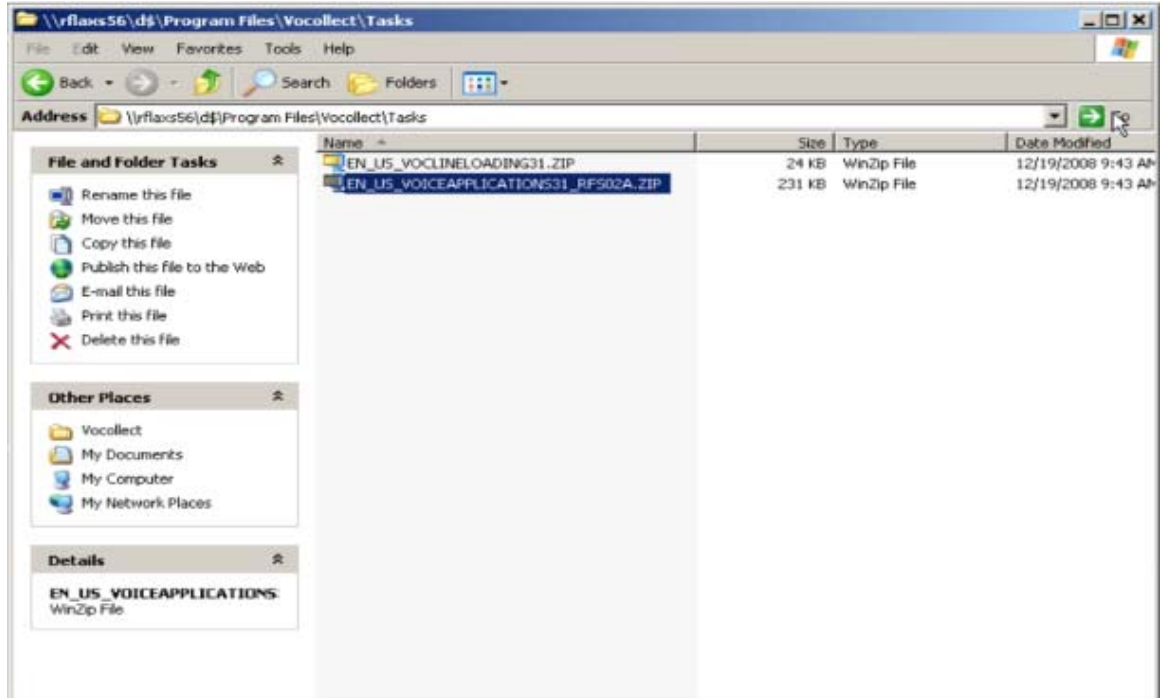 \\rflaxs56\d$\Program Files\Vocollect\Tasks
File Edit View Favorites Tools Help
Back Search Folders
Address \\rflaxs56\d$\Program Files\Vocollect\Tasks Go
Name Size Type Date Modified
EN_US_VOCLINELOADING31.ZIP 24 KB WinZip File 12/19/2008 9:43 AM
EN_US_VOICEAPPLICATIONS31_RFS02A.ZIP 231 KB WinZip File 12/19/2008 9:43 AM
File and Folder Tasks
Rename this file
Move this file
Copy this file
Publish this file to the Web
E-mail this file
Print this file
Delete this file
Other Places
Vocollect
My Documents
My Computer
My Network Places
Details
EN_US_VOICEAPPLICATIONS
WinZip File